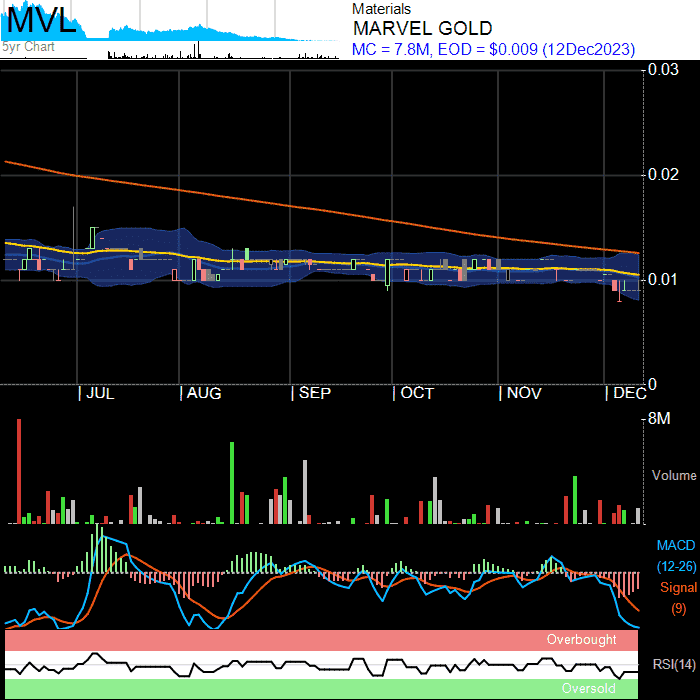 MVL
5yr Chart
Materials
MARVEL GOLD
MC = 7.8M, EOD = $0.009 (12Dec2023)
0.03
0.02
0.01
0
| JUL | AUG | SEP | OCT | NOV | DEC
8M
Volume
MACD
(12-26)
Signal
(9)
Overbought
RSI(14)
Oversold